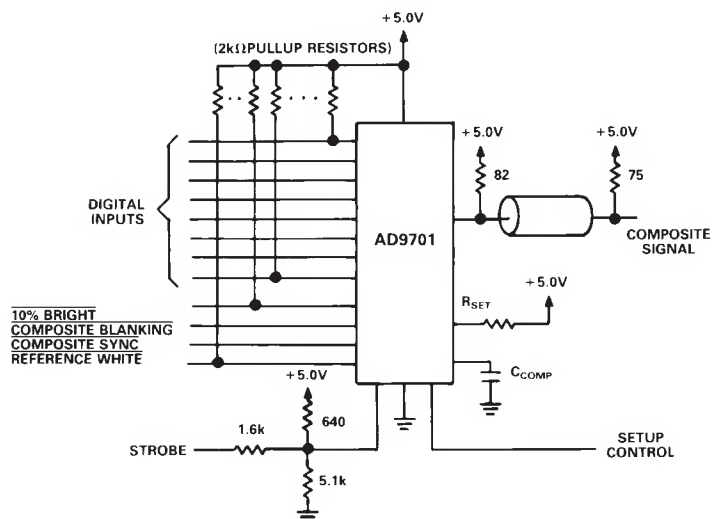 +5.0V
(2kΩ PULLUP RESISTORS)
+5.0V
+5.0V
82
75
DIGITAL
INPUTS
AD9701
COMPOSITE
SIGNAL
+5.0V
RSET
10% BRIGHT
COMPOSITE BLANKING
COMPOSITE SYNC
REFERENCE WHITE
CCOMP
+5.0V
640
1.6k
STROBE
SETUP
CONTROL
5.1k